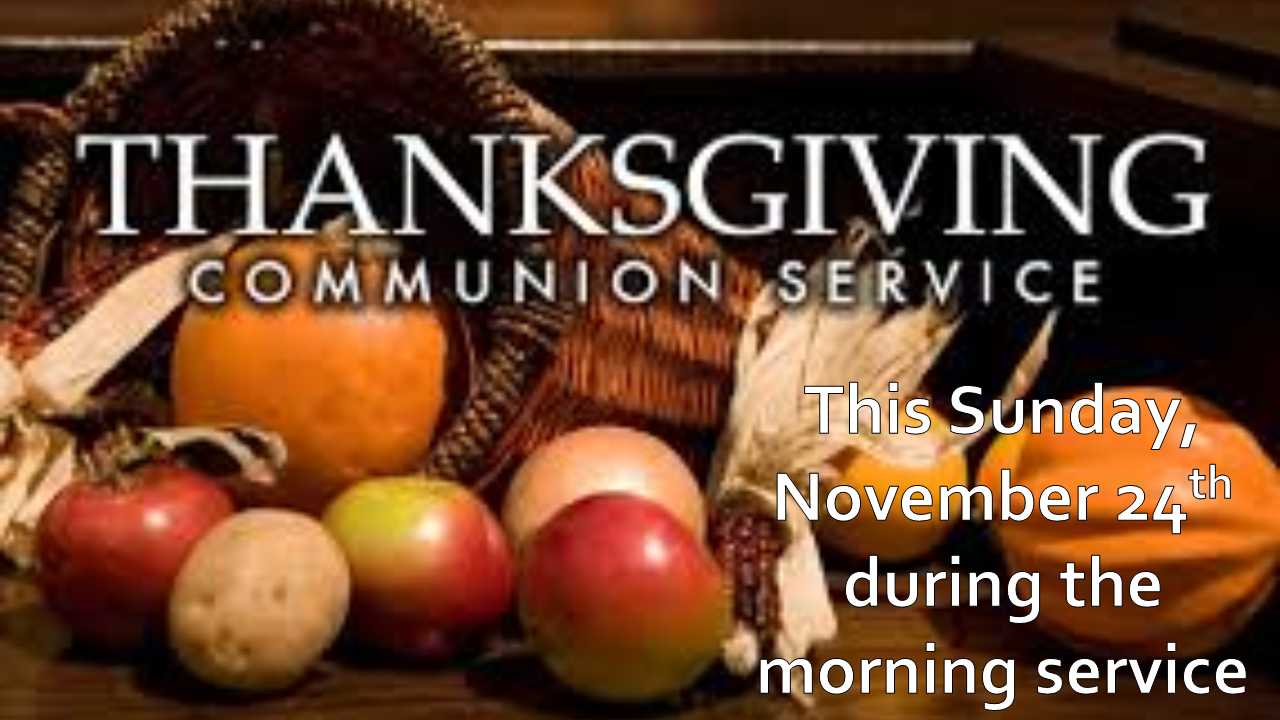 THANKSGIVING
COMMUNION SERVICE
This Sunday,
November 24th
during the
morning service